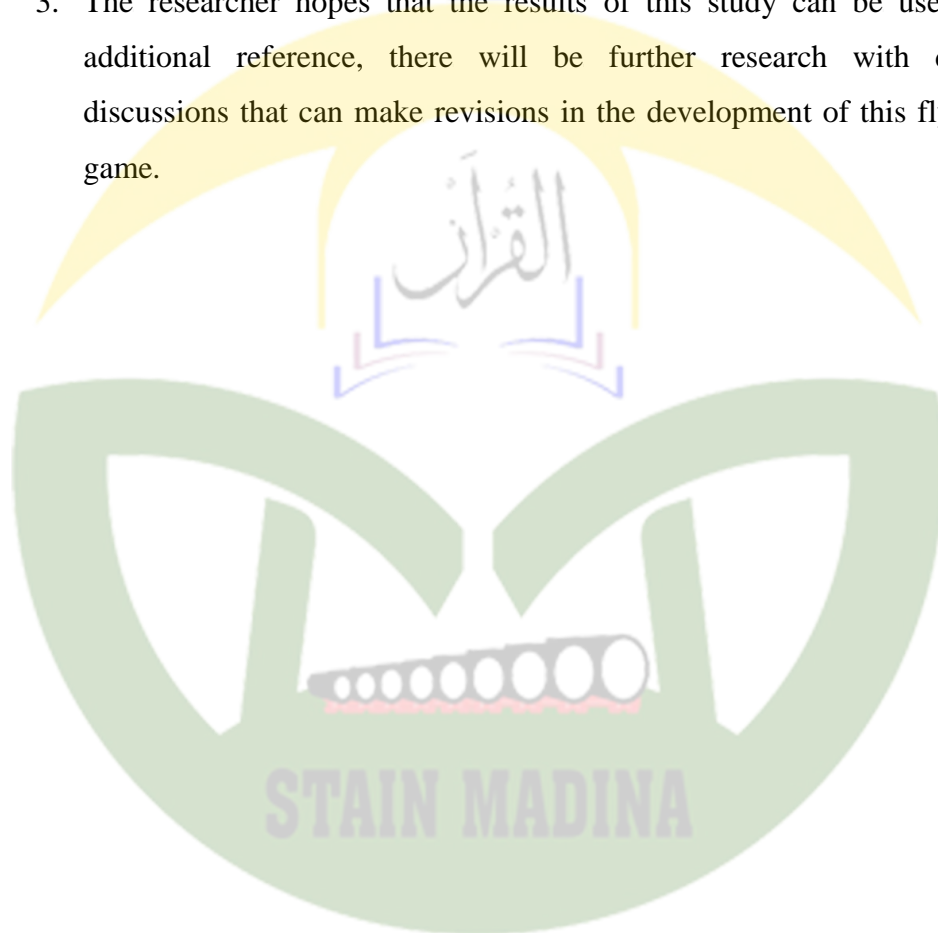 3. The researcher hopes that the results of this study can be use
additional reference, there will be further research with
discussions that can make revisions in the development of this fl
game.
القرآن
STAIN MADINA